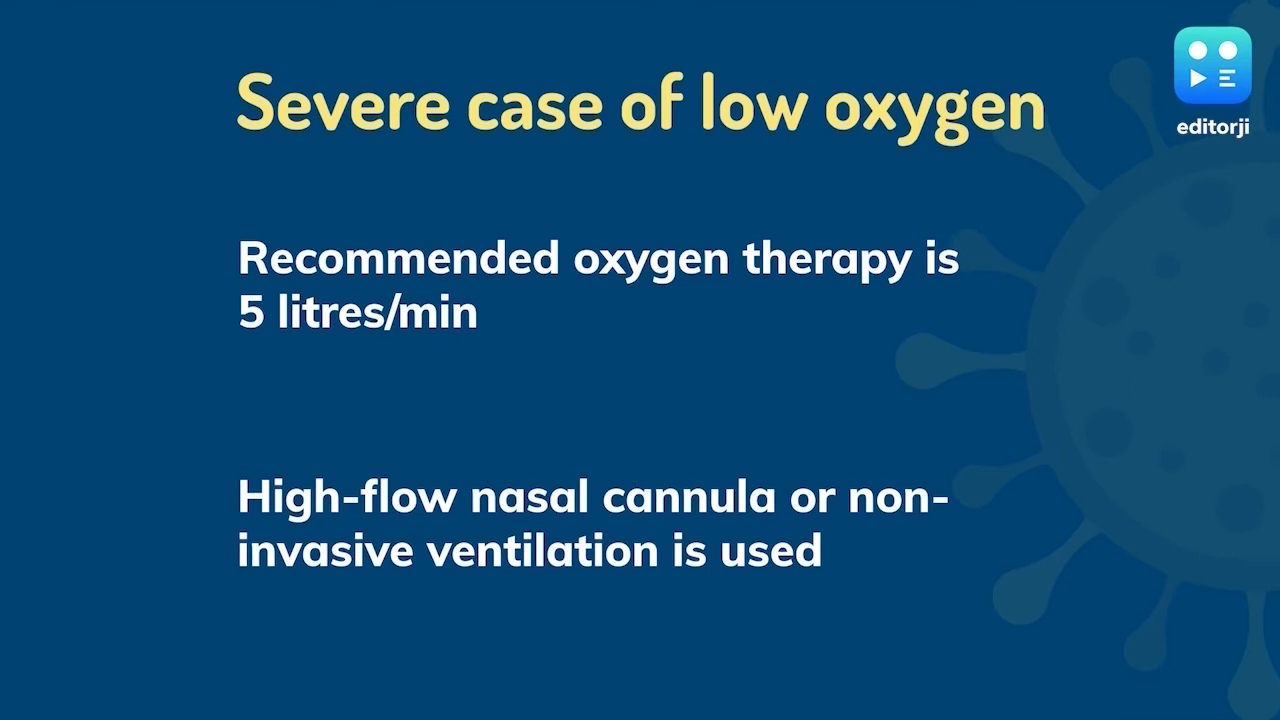 editorji
Severe case of low oxygen
Recommended oxygen therapy is
5 litres/min
High-flow nasal cannula or non-
invasive ventilation is used